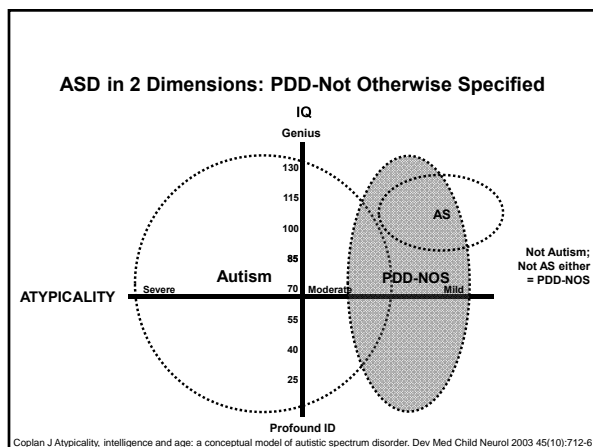 ASD in 2 Dimensions: PDD-Not Otherwise Specified
IQ
Genius
130
115
AS
100
85
Not Autism;
Not AS either
= PDD-NOS
Autism
PDD-NOS
70
ATYPICALITY
Severe
Moderate
Mild
55
40
25
Profound ID
Coplan J Atypicality, intelligence and age: a conceptual model of autistic spectrum disorder. Dev Med Child Neurol 2003 45(10):712-6